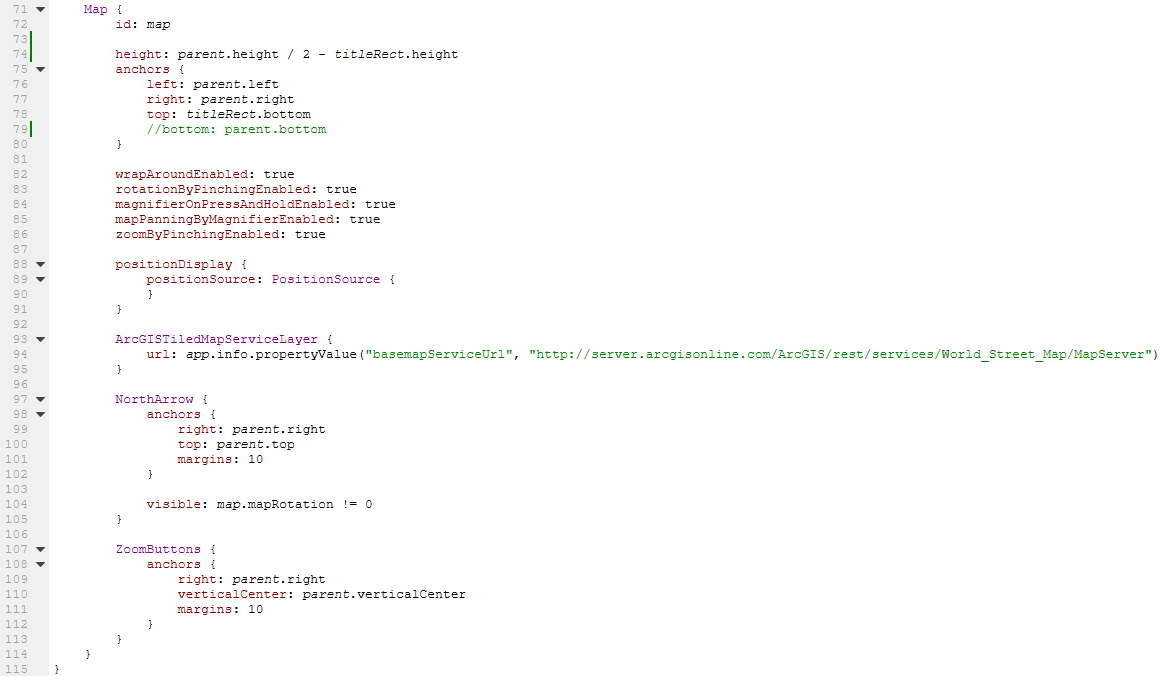 71 Map {
72 id: map
73
74 height: parent.height / 2 - titleRect.height
75 anchors {
76 left: parent.left
77 right: parent.right
78 top: titleRect.bottom
79 //bottom: parent.bottom
80 }
81
82 wrapAroundEnabled: true
83 rotationByPinchingEnabled: true
84 magnifierOnPressAndHoldEnabled: true
85 mapPanningByMagnifierEnabled: true
86 zoomByPinchingEnabled: true
87
88 positionDisplay {
89 positionSource: PositionSource {
90 }
91 }
92
93 ArcGISTiledMapServiceLayer {
94 url: app.info.propertyValue("basemapServiceUrl", "http://server.arcgisonline.com/ArcGIS/rest/services/World_Street_Map/MapServer")
95 }
96
97 NorthArrow {
98 anchors {
99 right: parent.right
100 top: parent.top
101 margins: 10
102 }
103
104 visible: map.mapRotation != 0
105 }
106
107 ZoomButtons {
108 anchors {
109 right: parent.right
110 verticalCenter: parent.verticalCenter
111 margins: 10
112 }
113 }
114 }
115 }